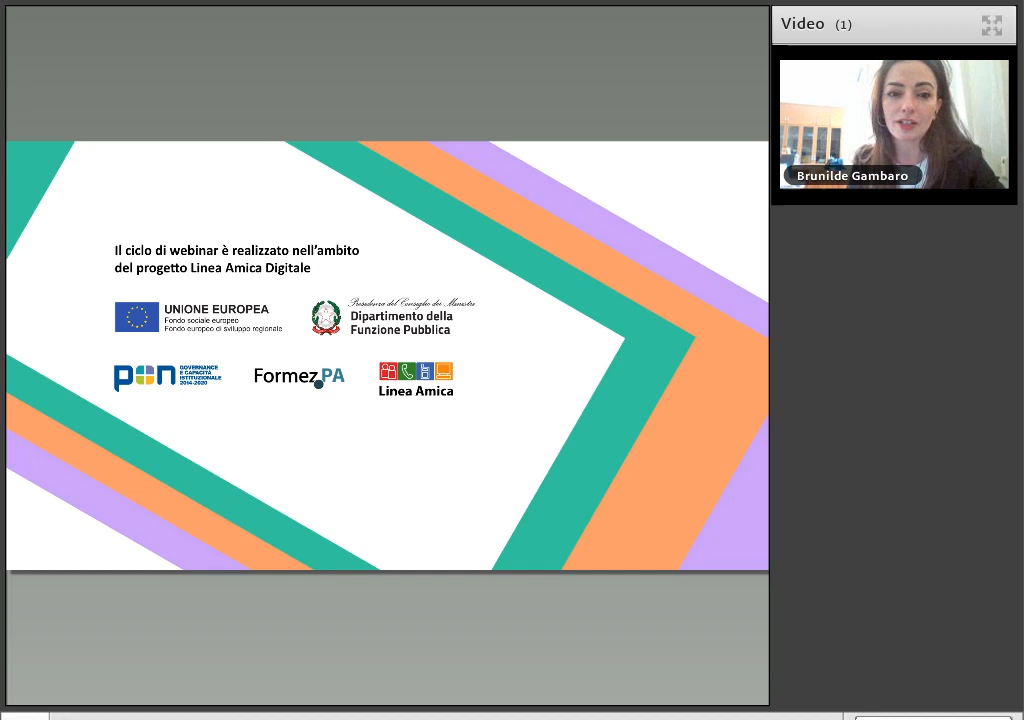 Video (1)
Brunilde Gambaro
Il ciclo di webinar è realizzato nell'ambito
del progetto Linea Amica Digitale
UNIONE EUROPEA
Fondo sociale europeo
Fondo europeo di sviluppo regionale
Presidenza del Consiglio dei Ministri
Dipartimento della
Funzione Pubblica
pon
GOVERNANCE
E CAPACITÀ
ISTITUZIONALE
2014-2020
Formez PA
Linea Amica